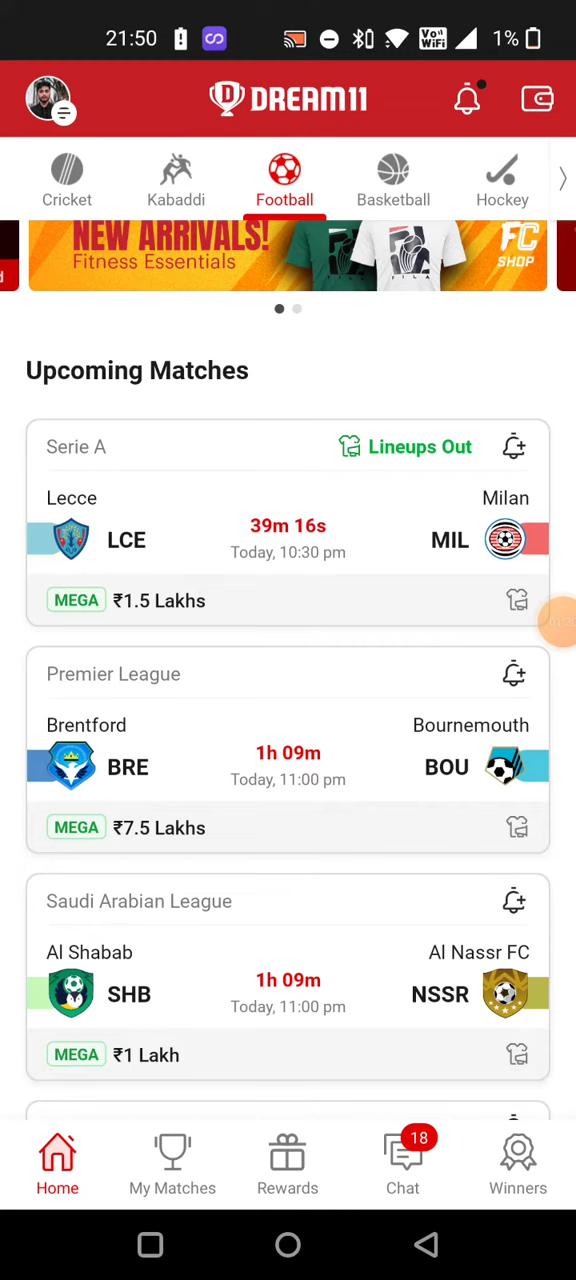 21:50
Vo))
WiFi
1%
DREAM11
Cricket
Kabaddi
Football
Basketball
Hockey
NEW ARRIVALS!
Fitness Essentials
FILA
FILA
FC
SHOP
d
Upcoming Matches
Serie A
Lineups Out
Lecce
Milan
LCE
39m 16s
MIL
Today, 10:30 pm
MEGA ₹1.5 Lakhs
Premier League
Brentford
Bournemouth
BRE
1h 09m
BOU
Today, 11:00 pm
MEGA ₹7.5 Lakhs
Saudi Arabian League
Al Shabab
Al Nassr FC
SHB
1h 09m
NSSR
Today, 11:00 pm
MEGA ₹1 Lakh
18
Home
My Matches
Rewards
Chat
Winners